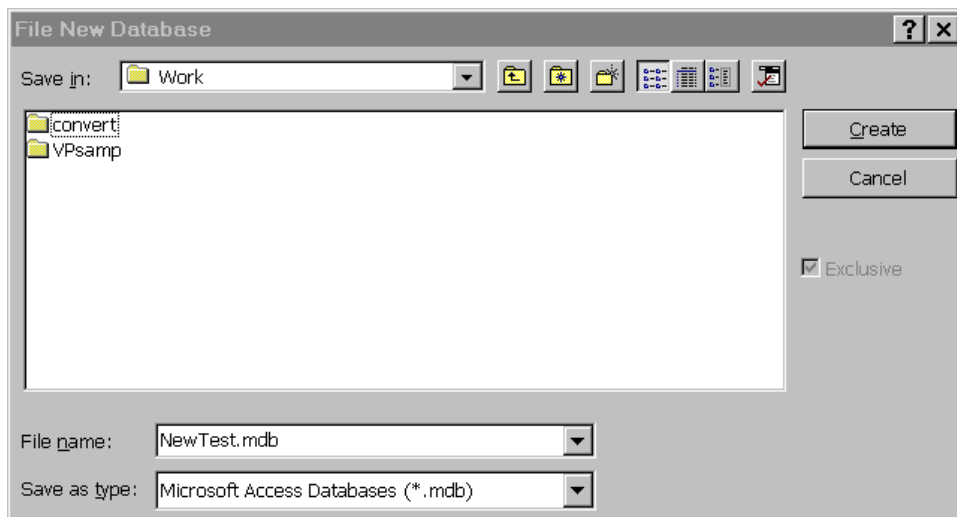 File New Database
Save in: Work
convert
VPsamp
Create
Cancel
Exclusive
File name: NewTest.mdb
Save as type: Microsoft Access Databases (*.mdb)